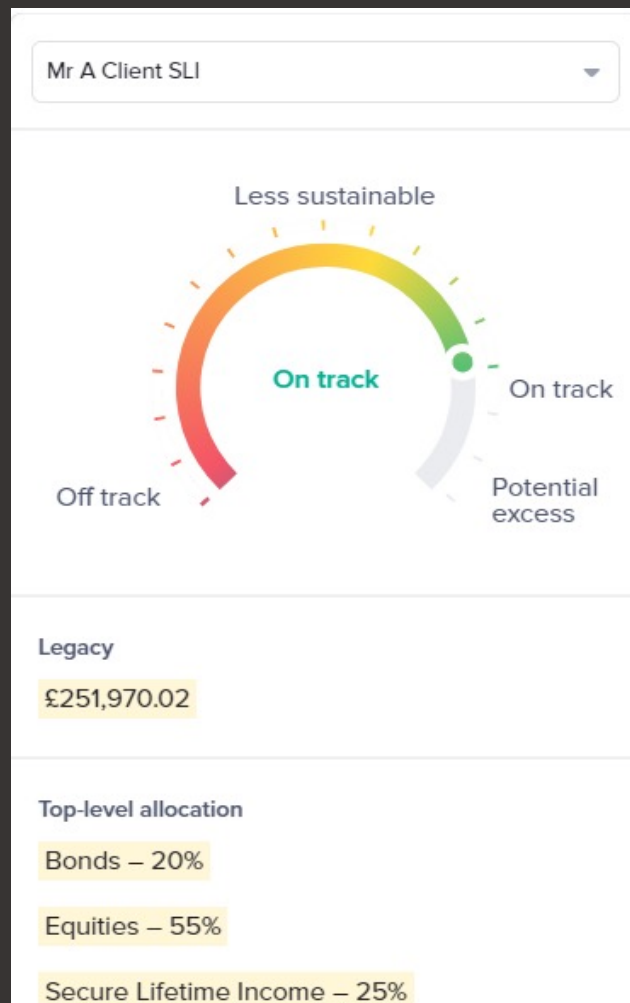 Mr A Client SLI
Less sustainable
On track
On track
Off track
Potential
excess
Legacy
£251,970.02
Top-level allocation
Bonds – 20%
Equities – 55%
Secure Lifetime Income – 25%